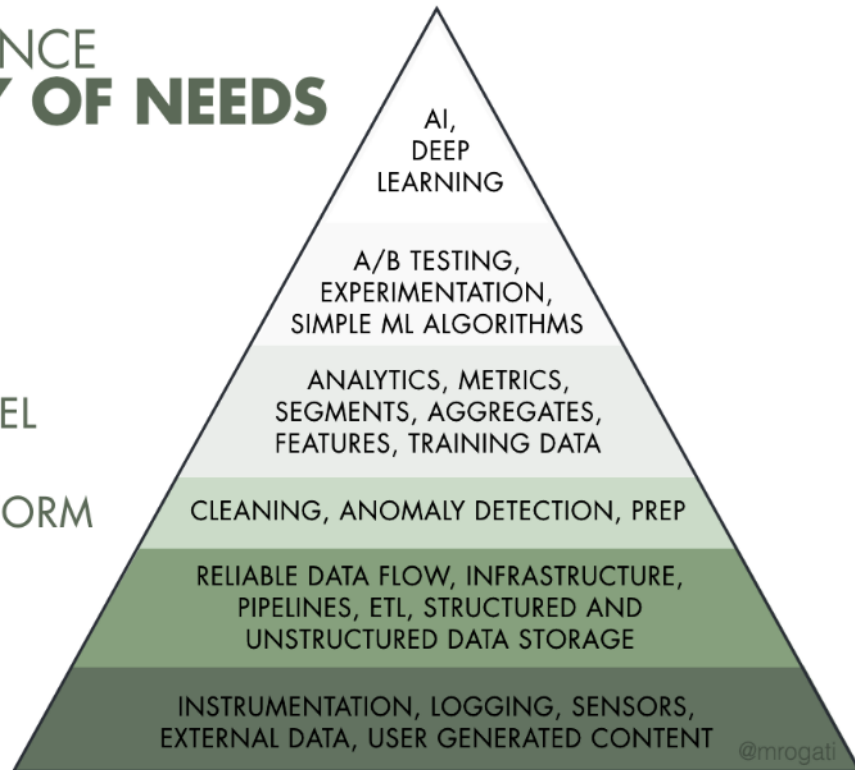 NCE
Y OF NEEDS
AI,
DEEP
LEARNING
A/B TESTING,
EXPERIMENTATION,
SIMPLE ML ALGORITHMS
ANALYTICS, METRICS,
SEGMENTS, AGGREGATES,
FEATURES, TRAINING DATA
EL
ORM
CLEANING, ANOMALY DETECTION, PREP
RELIABLE DATA FLOW, INFRASTRUCTURE,
PIPELINES, ETL, STRUCTURED AND
UNSTRUCTURED DATA STORAGE
INSTRUMENTATION, LOGGING, SENSORS,
EXTERNAL DATA, USER GENERATED CONTENT
@mrogati